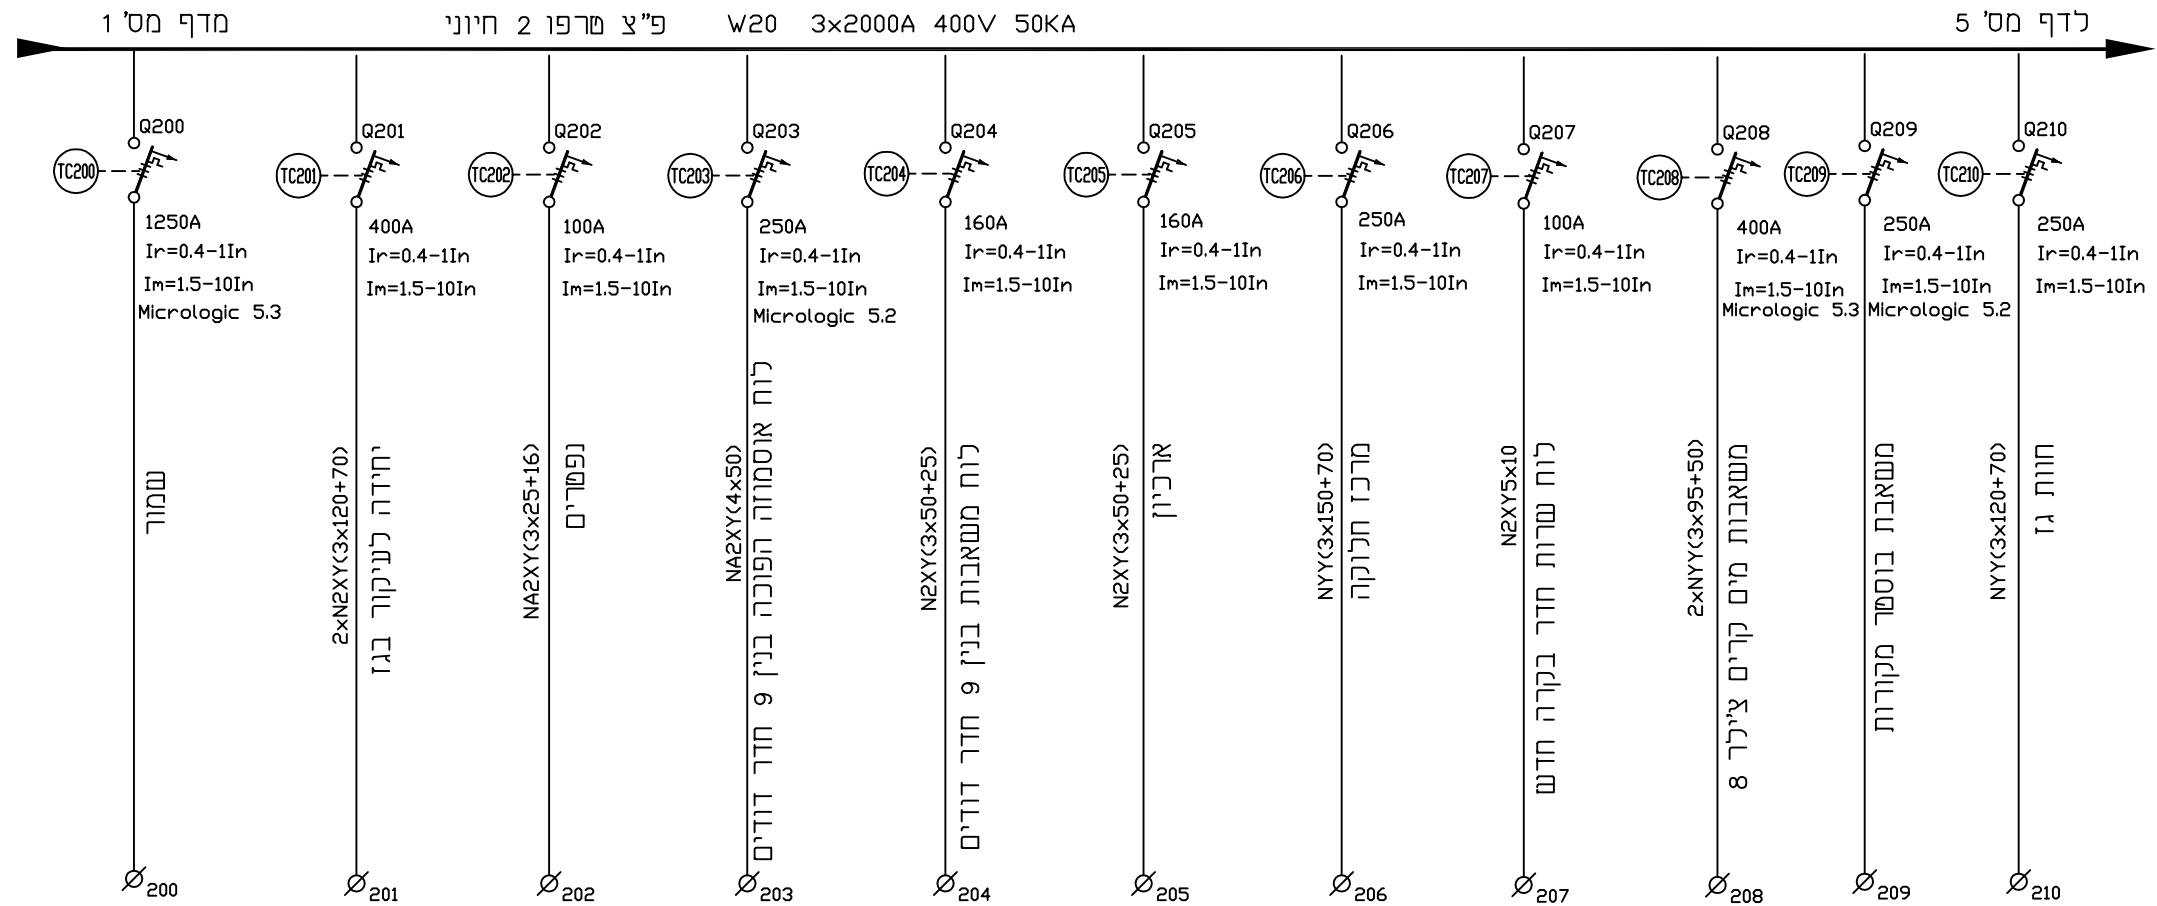 מדף מס' 1
פ"צ טרפו 2 חיוני W20 3x2000A 400V 50KA
לדף מס' 5
Q200
TC200
1250A
Ir=0.4-1In
Im=1.5-10In
Micrologic 5.3
שמור
200
Q201
TC201
400A
Ir=0.4-1In
Im=1.5-10In
2xN2XY(3x120+70)
יחידה לעיקור בגז
201
Q202
TC202
100A
Ir=0.4-1In
Im=1.5-10In
NA2XY(3x25+16)
נפטרים
202
Q203
TC203
250A
Ir=0.4-1In
Im=1.5-10In
Micrologic 5.2
NA2XY(4x50)
לוח אוסמוזה הפוכה בנין 9 חדר דוודים
203
Q204
TC204
160A
Ir=0.4-1In
Im=1.5-10In
N2XY(3x50+25)
לוח משאבות בנין 9 חדר דוודים
204
Q205
TC205
160A
Ir=0.4-1In
Im=1.5-10In
N2XY(3x50+25)
ארכיון
205
Q206
TC206
250A
Ir=0.4-1In
Im=1.5-10In
NYY(3x150+70)
מרכז חלוקה
206
Q207
TC207
100A
Ir=0.4-1In
Im=1.5-10In
N2XY5x10
לוח שרות חדר בקרה חדש
207
Q208
TC208
400A
Ir=0.4-1In
Im=1.5-10In
Micrologic 5.3
2xNYY(3x95+50)
משאבות מים קרים צ'ילר 8
208
Q209
TC209
250A
Ir=0.4-1In
Im=1.5-10In
Micrologic 5.2
משאבת בוסטר מקורות
209
Q210
TC210
250A
Ir=0.4-1In
Im=1.5-10In
NYY(3x120+70)
חוות גז
210